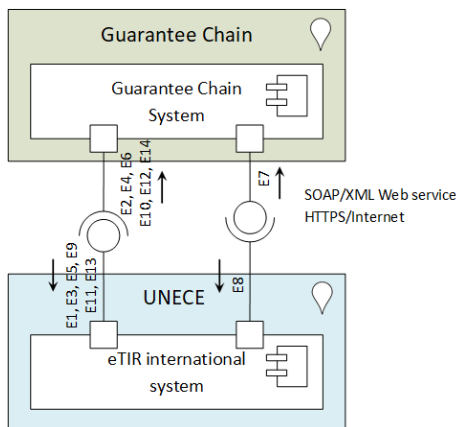 Guarantee Chain
Guarantee Chain
System
E2, E4, E6
E10, E12, E14
E7
SOAP/XML Web service
HTTPS/Internet
E1, E3, E5, E9
E11, E13
E8
UNECE
eTIR international
system